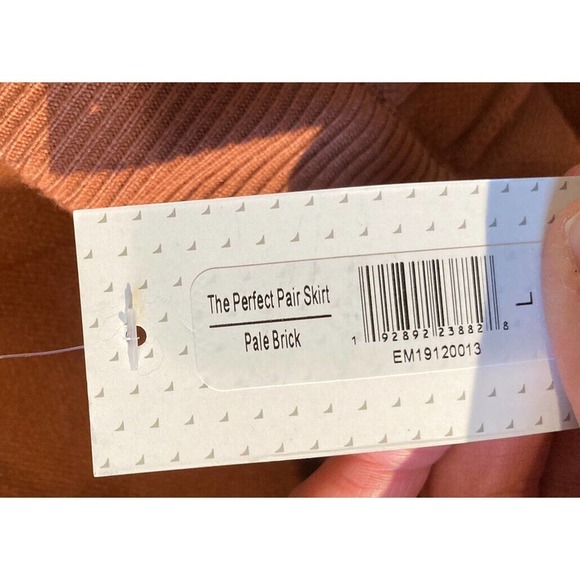 The Perfect Pair Skirt
Pale Brick
1 92892 23882 8
EM19120013
L